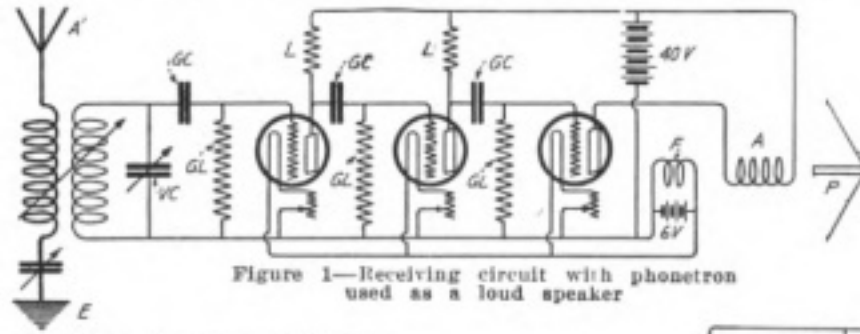 A'
GC
L
GC
L
GC
40V
GL
VC
GL
GL
F
A
P
6V
E
Figure 1—Receiving circuit with phonetron
used as a loud speaker